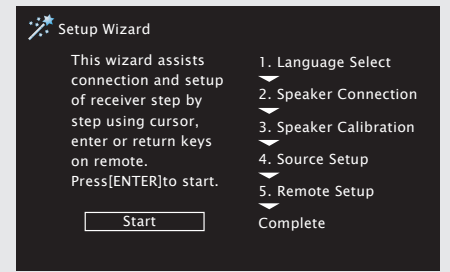 Setup Wizard
This wizard assists
connection and setup
of receiver step by
step using cursor,
enter or return keys
on remote.
Press[ENTER]to start.
Start
1. Language Select
2. Speaker Connection
3. Speaker Calibration
4. Source Setup
5. Remote Setup
Complete